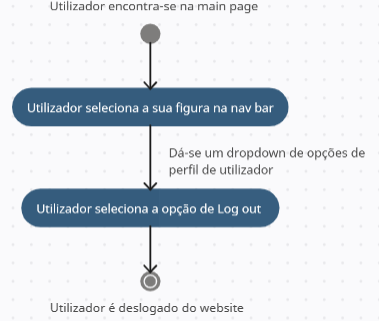 Utilizador encontra-se na main page
Utilizador seleciona a sua figura na nav bar
Dá-se um dropdown de opções de
perfil de utilizador
Utilizador seleciona a opção de Log out
Utilizador é deslogado do website